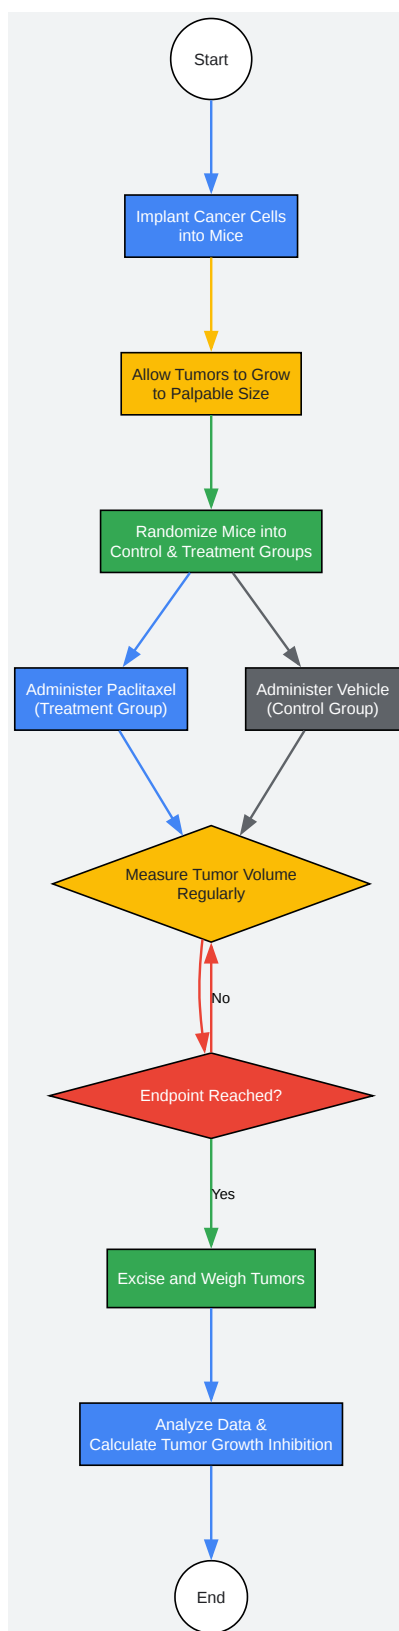 Start
Implant Cancer Cells
into Mice
Allow Tumors to Grow
to Palpable Size
Randomize Mice into
Control & Treatment Groups
Administer Paclitaxel
(Treatment Group)
Administer Vehicle
(Control Group)
Measure Tumor Volume
Regularly
No
Endpoint Reached?
Yes
Excise and Weigh Tumors
Analyze Data &
Calculate Tumor Growth Inhibition
End